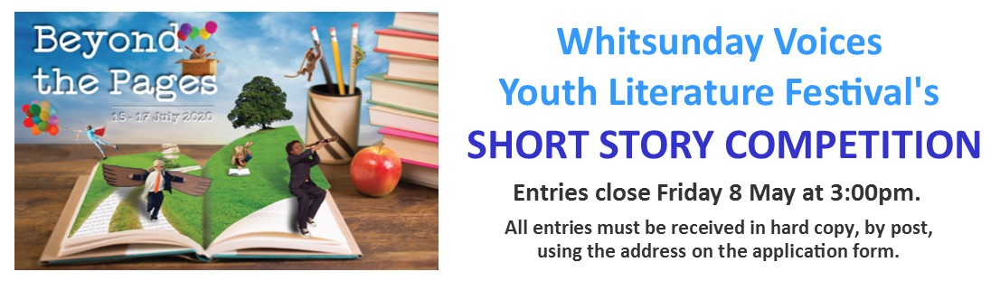 Beyond
the Pages
15 - 17 July 2020
Whitsunday Voices
Youth Literature Festival's
SHORT STORY COMPETITION
Entries close Friday 8 May at 3:00pm.
All entries must be received in hard copy, by post,
using the address on the application form.